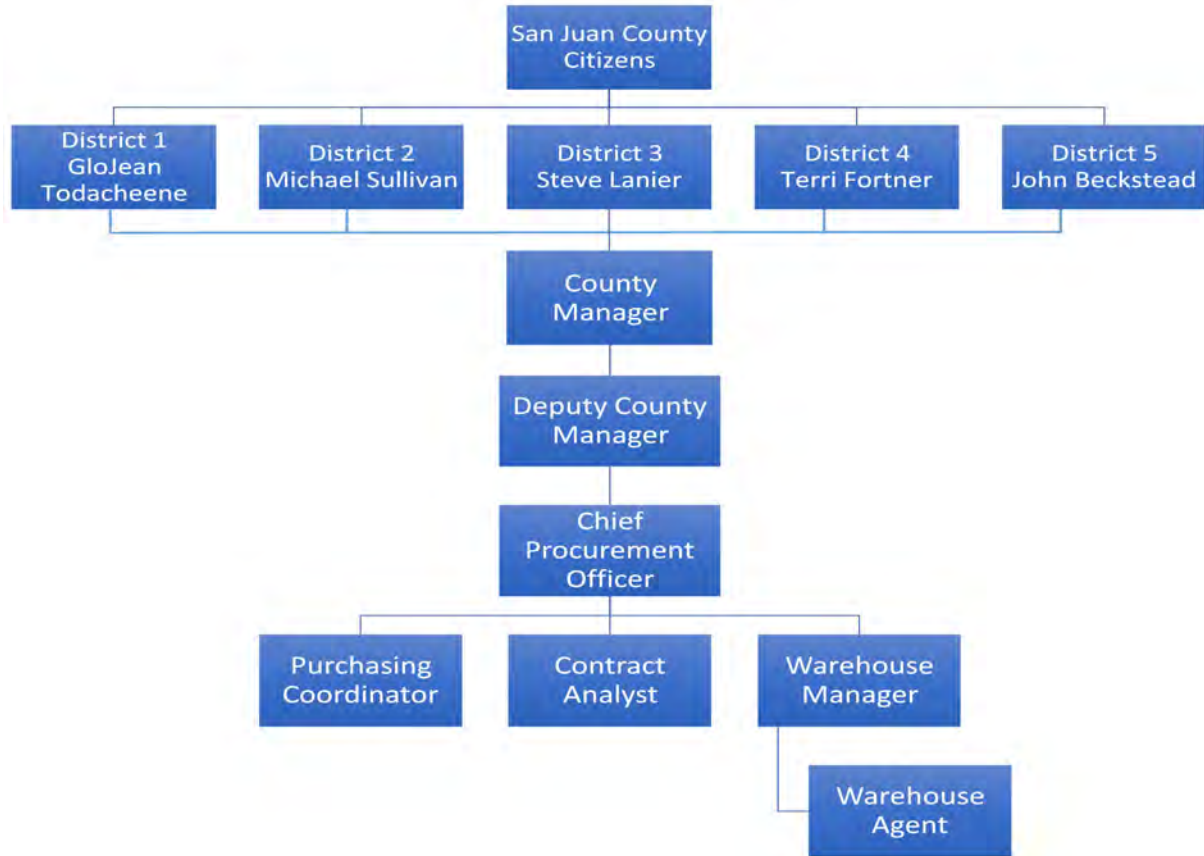 San Juan County
Citizens
District 1
GloJean
Todacheene
District 2
Michael Sullivan
District 3
Steve Lanier
District 4
Terri Fortner
District 5
John Beckstead
County
Manager
Deputy County
Manager
Chief
Procurement
Officer
Purchasing
Coordinator
Contract
Analyst
Warehouse
Manager
Warehouse
Agent